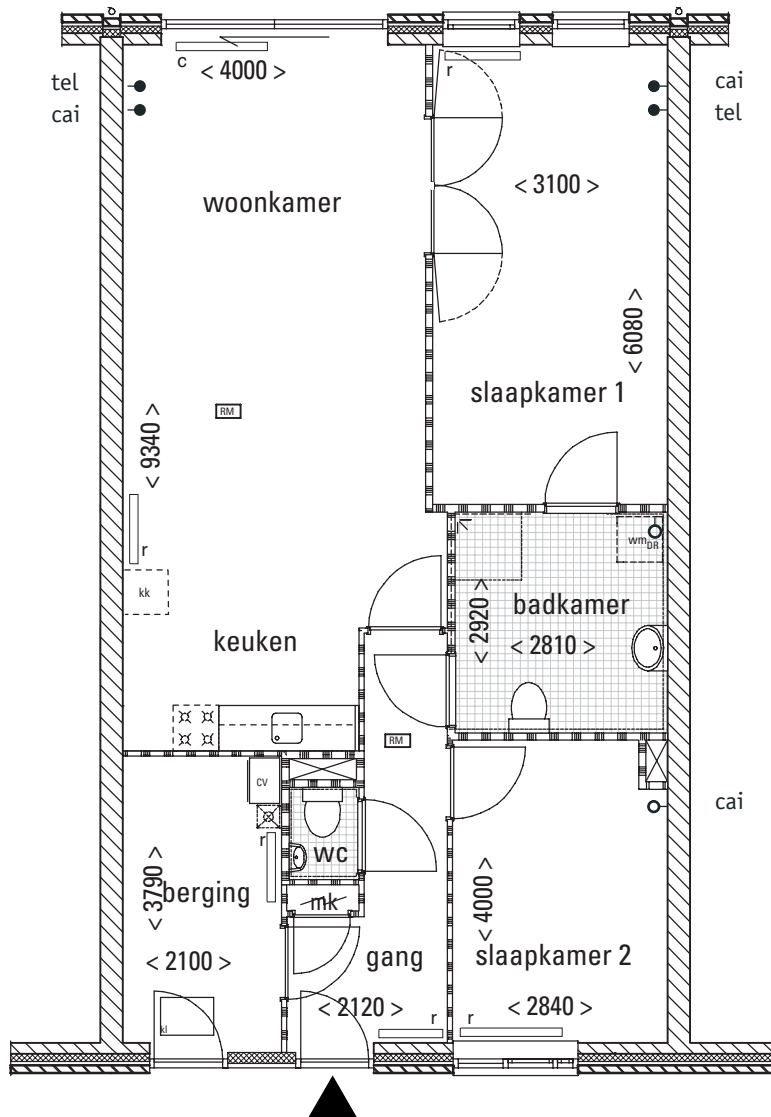 c
< 4000 >
r
tel
cai
cai
tel
woonkamer
< 3100 >
< 6080 >
slaapkamer 1
RM
< 9340 >
r
kk
wm
DR
badkamer
< 2920 >
< 2810 >
keuken
RM
CV
cai
r
wc
< 3790 >
berging
mk
< 4000 >
gang
slaapkamer 2
< 2100 >
< 2120 >
< 2840 >
r
r
kl